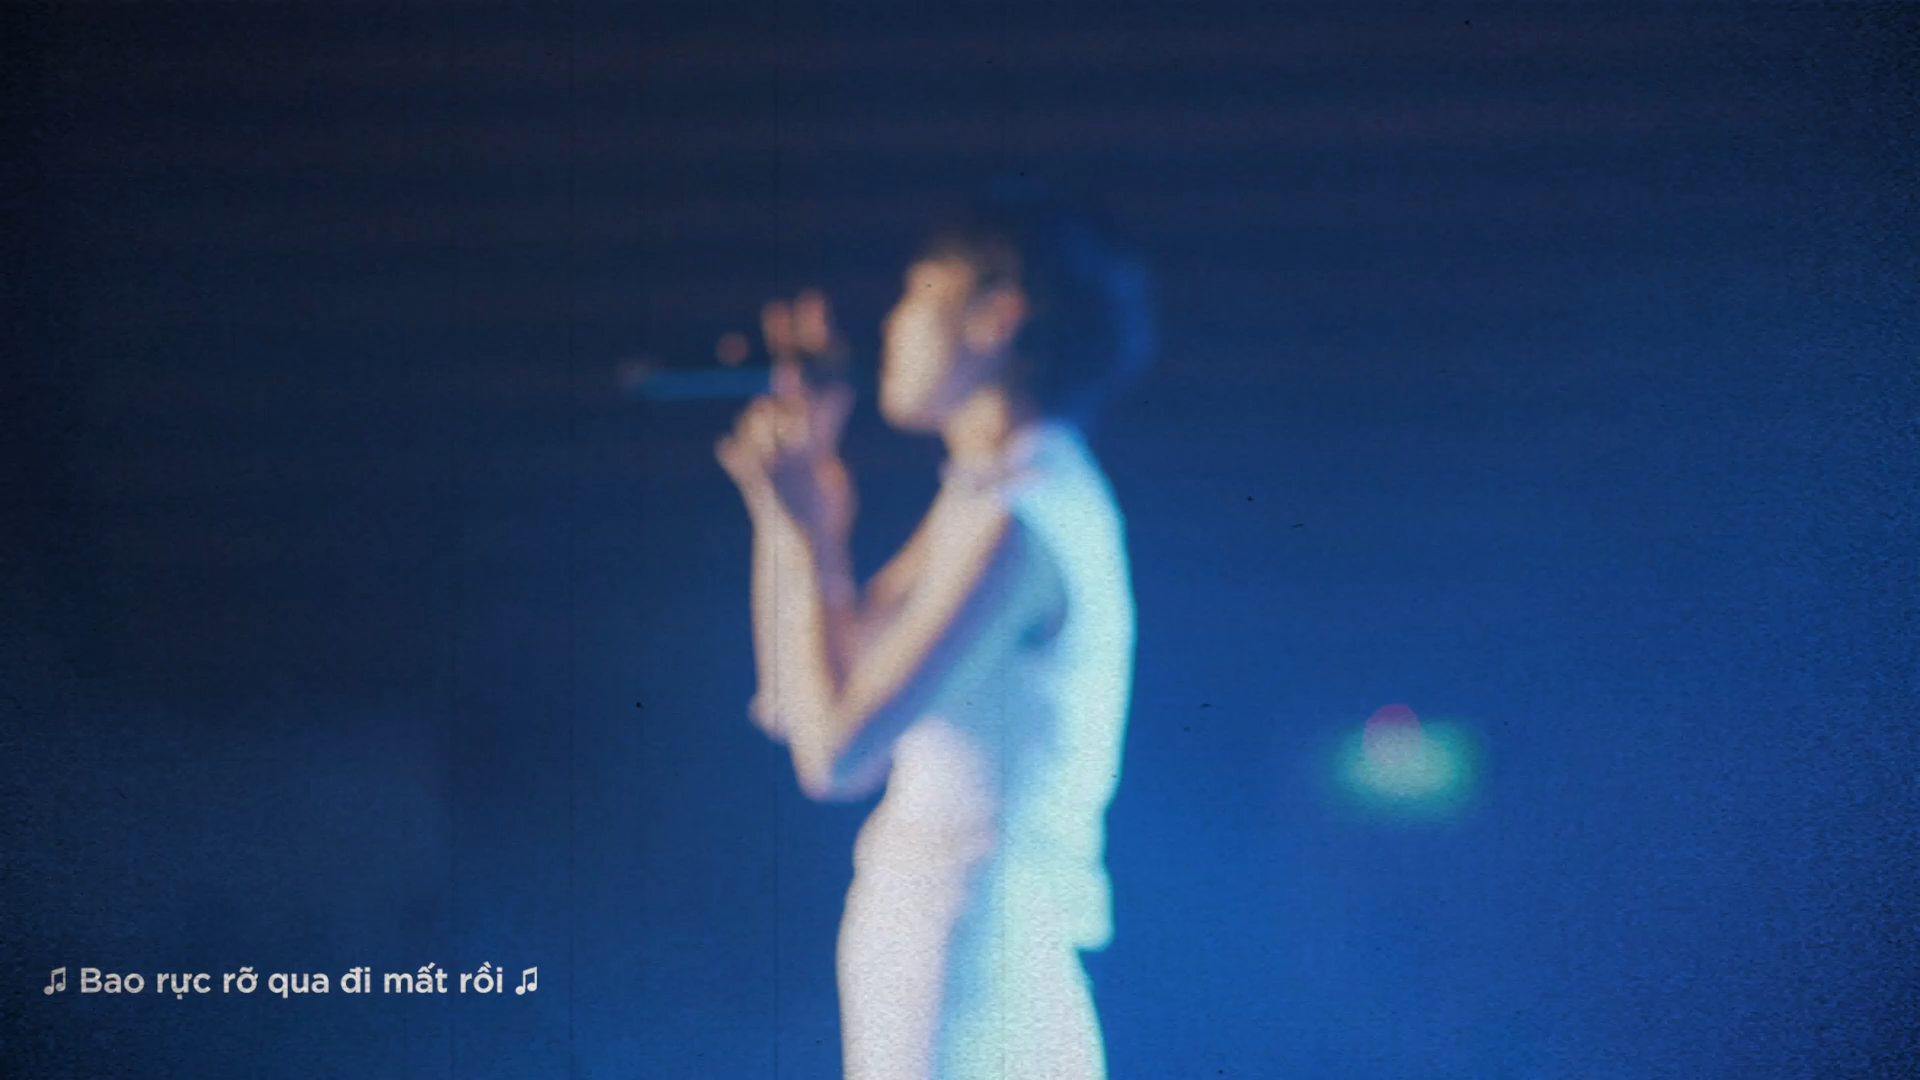 ♫ Bao rực rỡ qua đi mất rồi ♫